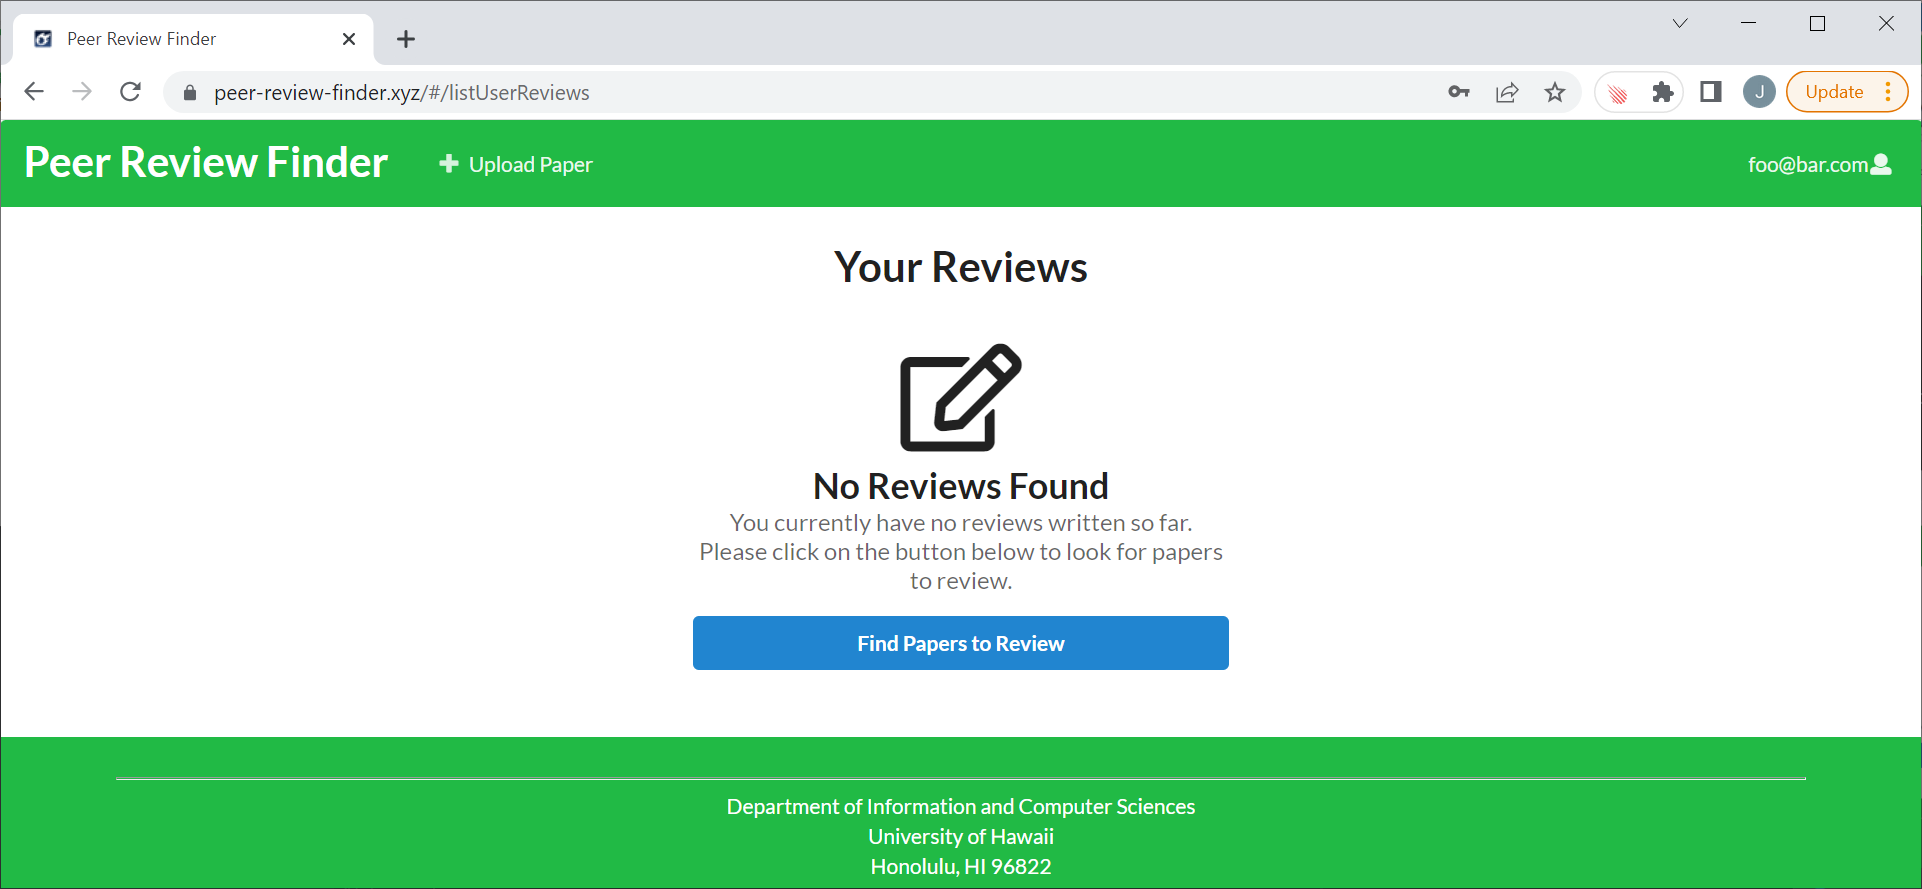 Peer Review Finder
peer-review-finder.xyz/#/listUserReviews
J
Update
Peer Review Finder
Upload Paper
foo@bar.com
Your Reviews
No Reviews Found
You currently have no reviews written so far.
Please click on the button below to look for papers
to review.
Find Papers to Review
Department of Information and Computer Sciences
University of Hawaii
Honolulu, HI 96822